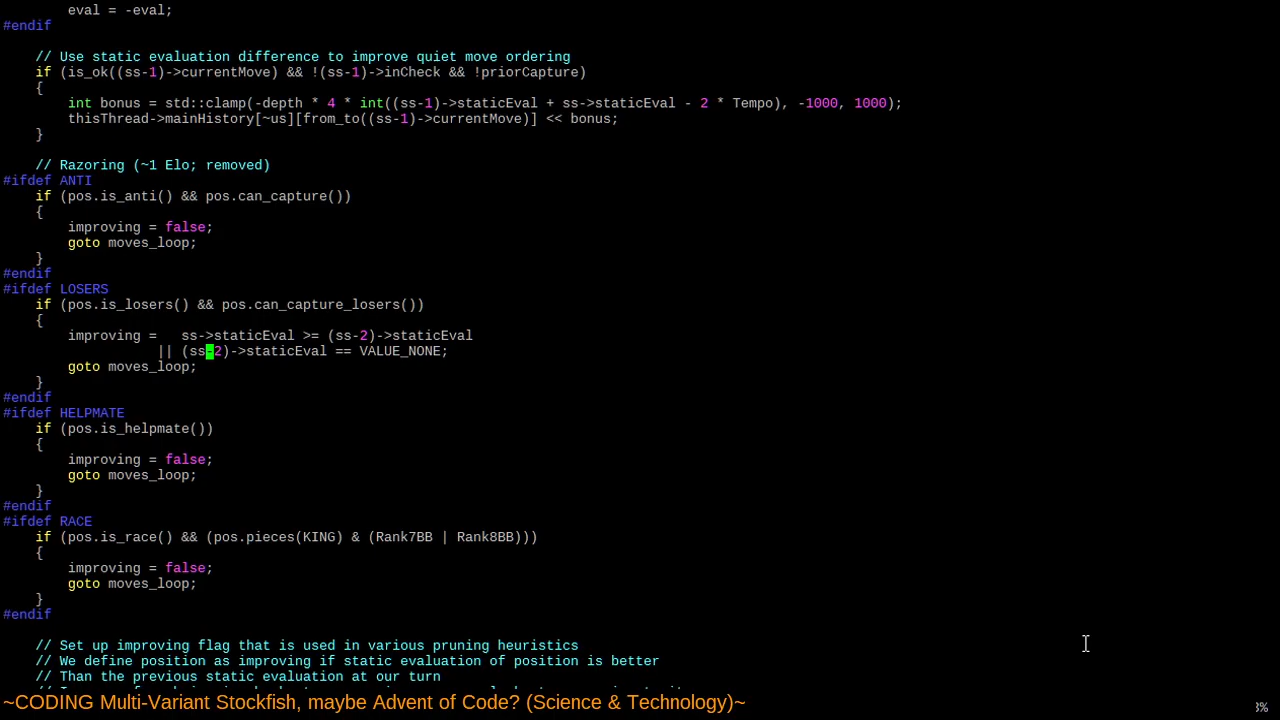 eval = -eval;
#endif

    // Use static evaluation difference to improve quiet move ordering
    if (is_ok((ss-1)->currentMove) && !(ss-1)->inCheck && !priorCapture)
    {
        int bonus = std::clamp(-depth * 4 * int((ss-1)->staticEval + ss->staticEval - 2 * Tempo), -1000, 1000);
        thisThread->mainHistory[~us][from_to((ss-1)->currentMove)] << bonus;
    }

    // Razoring (~1 Elo; removed)
#ifdef ANTI
    if (pos.is_anti() && pos.can_capture())
    {
        improving = false;
        goto moves_loop;
    }
#endif
#ifdef LOSERS
    if (pos.is_losers() && pos.can_capture_losers())
    {
        improving =   ss->staticEval >= (ss-2)->staticEval
                   || (ss-2)->staticEval == VALUE_NONE;
        goto moves_loop;
    }
#endif
#ifdef HELPMATE
    if (pos.is_helpmate())
    {
        improving = false;
        goto moves_loop;
    }
#endif
#ifdef RACE
    if (pos.is_race() && (pos.pieces(KING) & (Rank7BB | Rank8BB)))
    {
        improving = false;
        goto moves_loop;
    }
#endif

    // Set up improving flag that is used in various pruning heuristics
    // We define position as improving if static evaluation of position is better
    // Than the previous static evaluation at our turn
~CODING Multi-Variant Stockfish, maybe Advent of Code? (Science & Technology)~